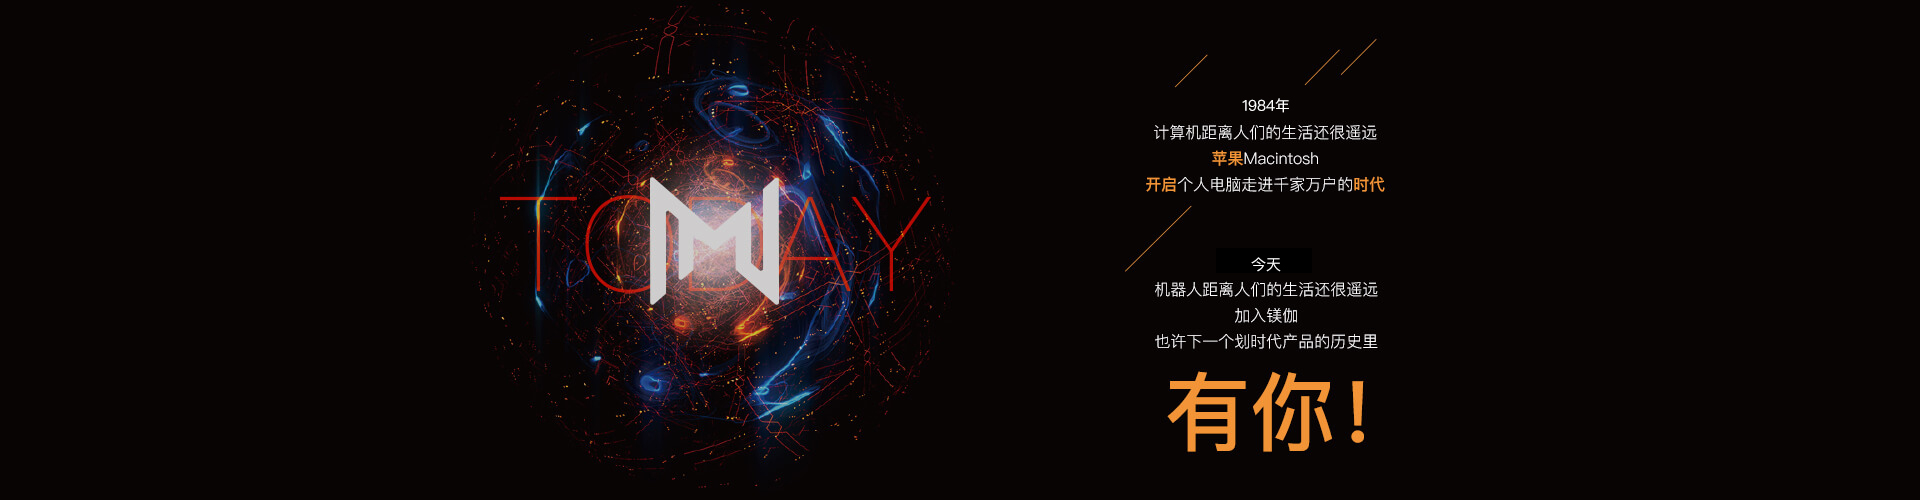 TODAY
M
1984年
计算机距离人们的生活还很遥远
苹果Macintosh
开启个人电脑走进千家万户的时代
今天
机器人距离人们的生活还很遥远
加入镁伽
也许下一个划时代产品的历史里
有你!